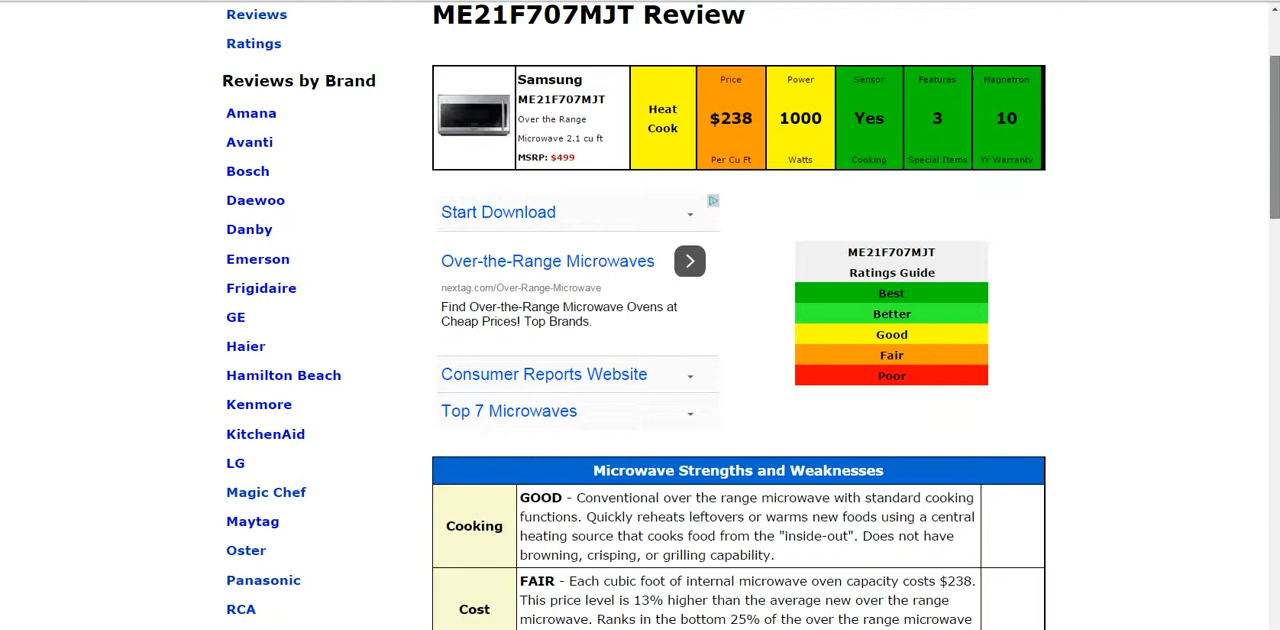 Reviews
Ratings
Reviews by Brand
Amana
Avanti
Bosch
Daewoo
Danby
Emerson
Frigidaire
GE
Haier
Hamilton Beach
Kenmore
KitchenAid
LG
Magic Chef
Maytag
Oster
Panasonic
RCA
ME21F707MJT Review
Samsung
ME21F707MJT
Over the Range
Microwave 2.1 cu ft
MSRP: $499
Heat
Cook
Price
$238
Per Cu Ft
Power
1000
Watts
Sensor
Yes
Cooking
Features
3
Special Items
Magnetron
10
Yr Warranty
Start Download
Over-the-Range Microwaves
nextag.com/Over-Range-Microwave
Find Over-the-Range Microwave Ovens at
Cheap Prices! Top Brands.
Consumer Reports Website
Top 7 Microwaves
ME21F707MJT
Ratings Guide
Best
Better
Good
Fair
Poor
Microwave Strengths and Weaknesses
Cooking
GOOD - Conventional over the range microwave with standard cooking
functions. Quickly reheats leftovers or warms new foods using a central
heating source that cooks food from the "inside-out". Does not have
browning, crisping, or grilling capability.
Cost
FAIR - Each cubic foot of internal microwave oven capacity costs $238.
This price level is 13% higher than the average new over the range
microwave. Ranks in the bottom 25% of the over the range microwave